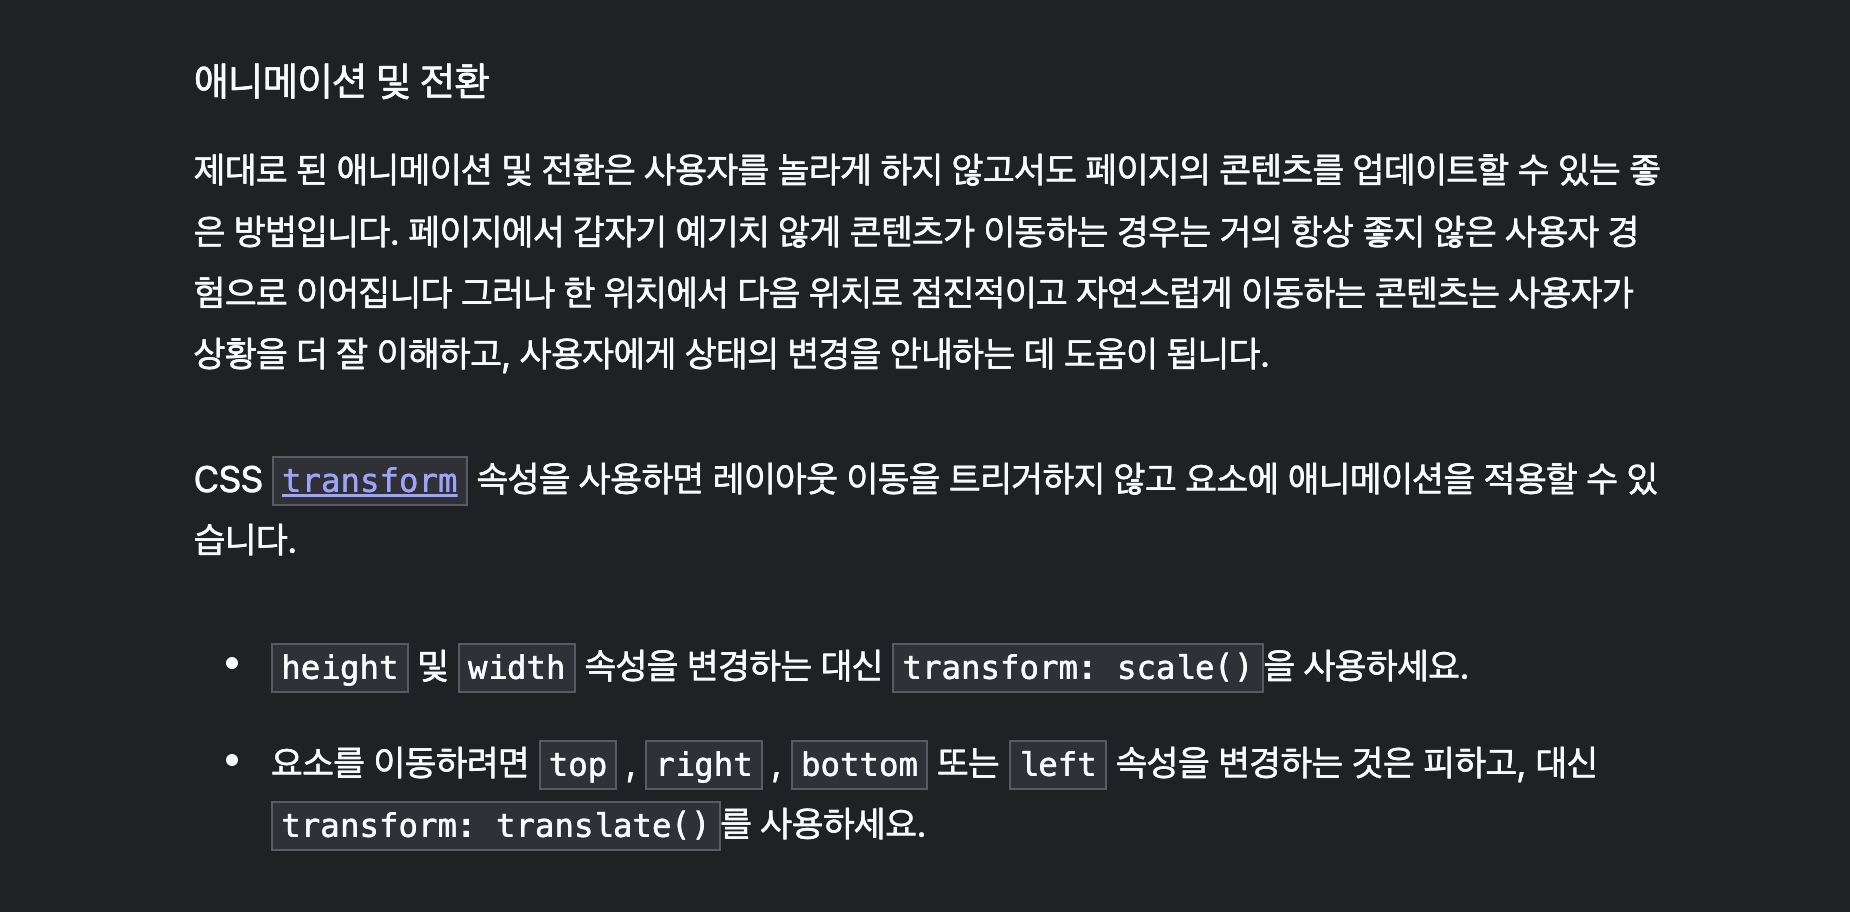 애니메이션 및 전환
제대로 된 애니메이션 및 전환은 사용자를 놀라게 하지 않고서도 페이지의 콘텐츠를 업데이트할 수 있는 좋
은 방법입니다. 페이지에서 갑자기 예기치 않게 콘텐츠가 이동하는 경우는 거의 항상 좋지 않은 사용자 경
험으로 이어집니다 그러나 한 위치에서 다음 위치로 점진적이고 자연스럽게 이동하는 콘텐츠는 사용자가
상황을 더 잘 이해하고, 사용자에게 상태의 변경을 안내하는 데 도움이 됩니다.
CSS transform 속성을 사용하면 레이아웃 이동을 트리거하지 않고 요소에 애니메이션을 적용할 수 있
습니다.
• height 및 width 속성을 변경하는 대신 transform: scale()을 사용하세요.
• 요소를 이동하려면 top , right , bottom 또는 left 속성을 변경하는 것은 피하고, 대신
transform: translate()를 사용하세요.